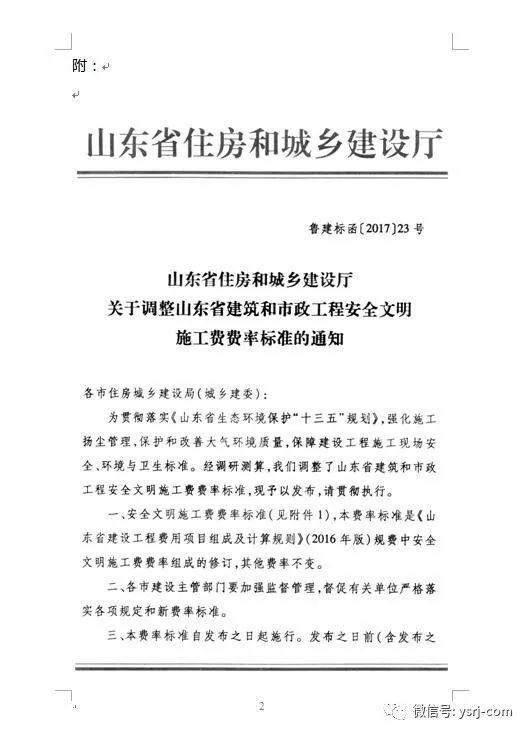 附：
山东省住房和城乡建设厅
鲁建标函〔2017〕23 号
山东省住房和城乡建设厅
关于调整山东省建筑和市政工程安全文明
施工费费率标准的通知
各市住房城乡建设局(城乡建委)：
为贯彻落实《山东省生态环境保护“十三五”规划》,强化施工
扬尘管理,保护和改善大气环境质量,保障建设工程施工现场安
全、环境与卫生标准。经调研测算,我们调整了山东省建筑和市政
工程安全文明施工费费率标准,现予以发布,请贯彻执行。
一、安全文明施工费费率标准(见附件1),本费率标准是《山
东省建设工程费用项目组成及计算规则》(2016 年版)规费中安全
文明施工费费率组成的修订,其他费率不变。
二、各市建设主管部门要加强监督管理,督促有关单位严格落
实各项规定和新费率标准。
三、本费率标准自发布之日起施行。发布之日前(含发布之
2
微信号: ysrj-com